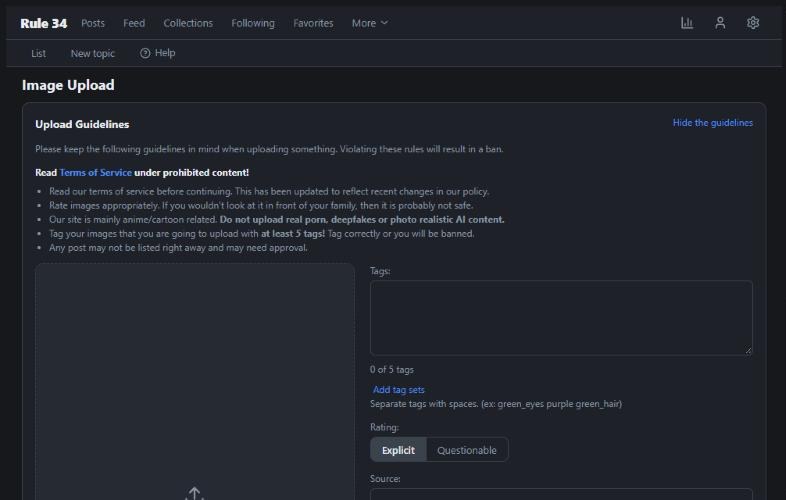 Rule 34 Posts Feed Collections Following Favorites More
List New topic Help
Image Upload
Upload Guidelines Hide the guidelines
Please keep the following guidelines in mind when uploading something. Violating these rules will result in a ban.
Read Terms of Service under prohibited content!
• Read our terms of service before continuing. This has been updated to reflect recent changes in our policy.
• Rate images appropriately. If you wouldn't look at it in front of your family, then it is probably not safe.
• Our site is mainly anime/cartoon related. Do not upload real porn, deepfakes or photo realistic AI content.
• Tag your images that you are going to upload with at least 5 tags! Tag correctly or you will be banned.
• Any post may not be listed right away and may need approval.
Tags:
0 of 5 tags
Add tag sets
Separate tags with spaces. (ex: green_eyes purple green_hair)
Rating:
Explicit Questionable
Source: